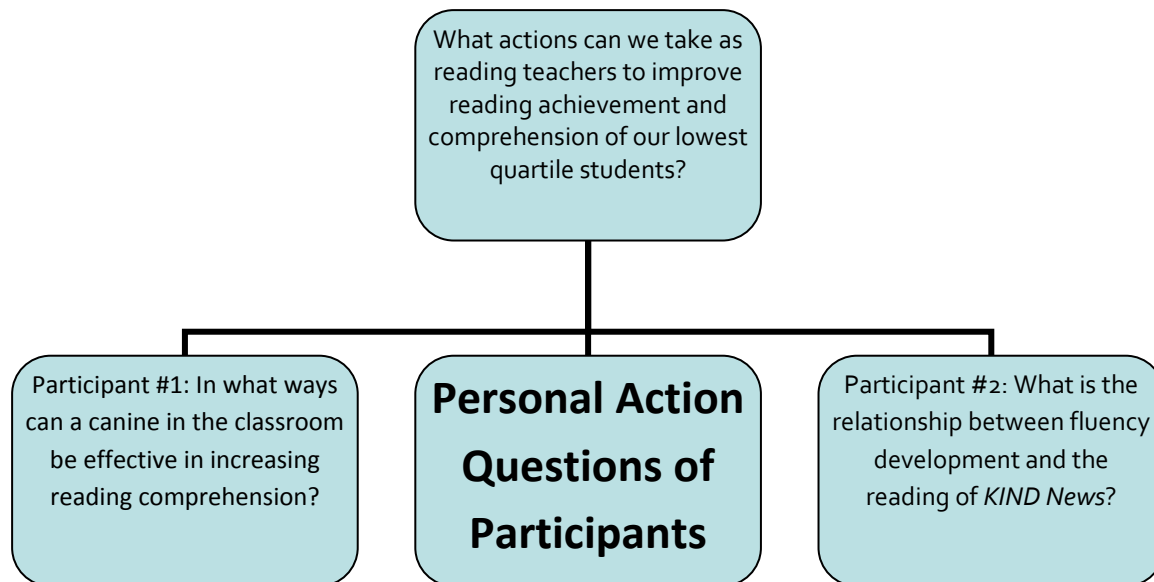 What actions can we take as
reading teachers to improve
reading achievement and
comprehension of our lowest
quartile students?
Participant #1: In what ways
can a canine in the classroom
be effective in increasing
reading comprehension?
Personal Action
Questions of
Participants
Participant #2: What is the
relationship between fluency
development and the
reading of KIND News?